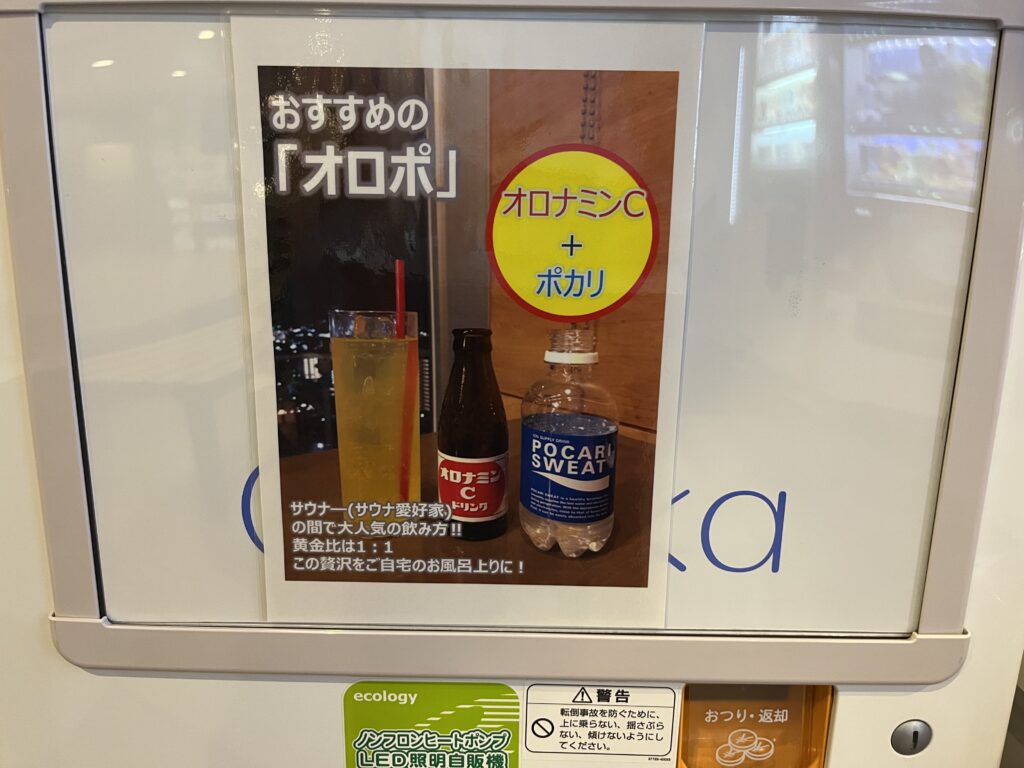 おすすめの
「オロポ」
オロナミンC
+
ポカリ
オロナミン
C
ドリンク
ION SUPPLY DRINK
POCARI
SWEAT
サウナ―(サウナ愛好家)
の間で大人気の飲み方!!
黄金比は1:1
この贅沢をご自宅のお風呂上りに!
ka
ecology
ノンフロンヒートポンプ
LED照明自販機
警告
転倒事故を防ぐために、
上に乗らない、揺さぶら
ない、傾けないようにし
てください。
おつり・返却